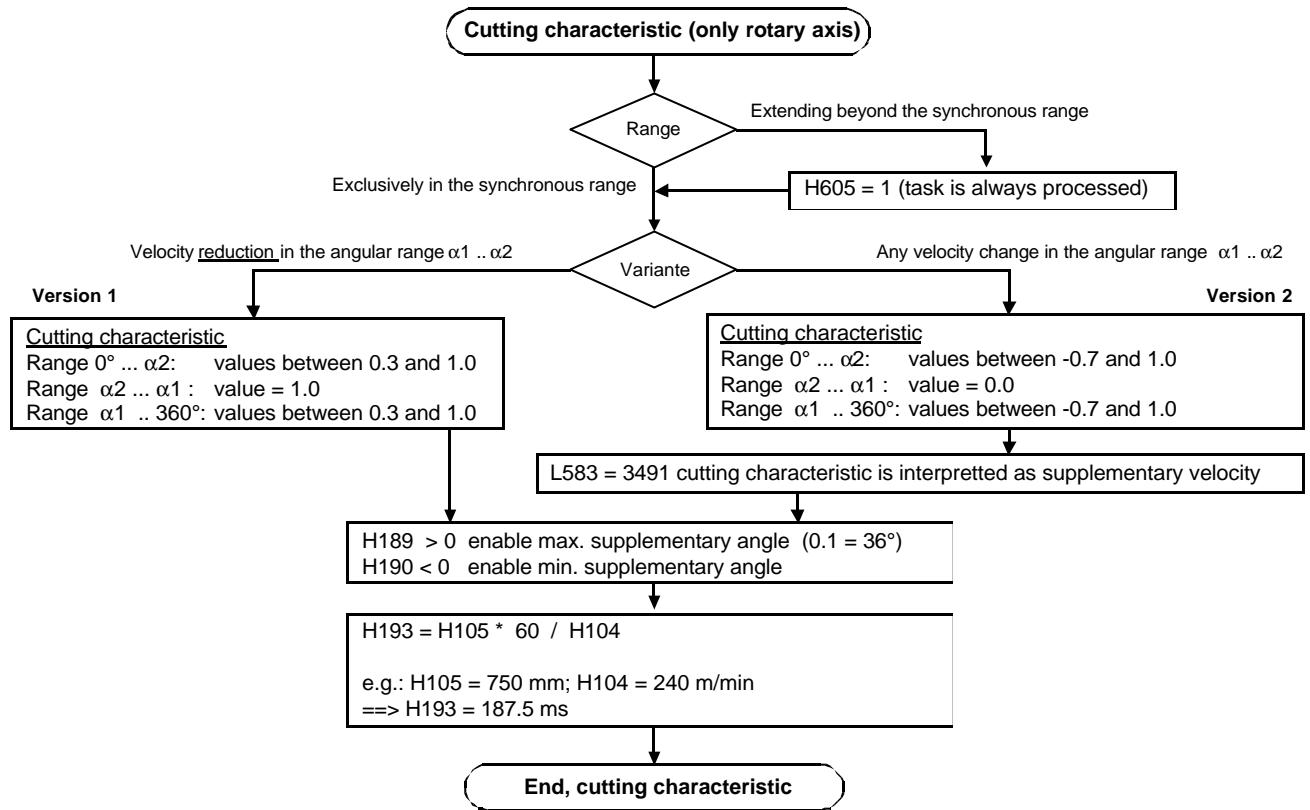 Cutting characteristic (only rotary axis)
Extending beyond the synchronous range
Range
Exclusively in the synchronous range
H605 = 1 (task is always processed)
Velocity reduction in the angular range α1 .. α2
Variante
Any velocity change in the angular range α1 .. α2
Version 1
Version 2
Cutting characteristic
Range 0° ... α2: values between 0.3 and 1.0
Range α2 ... α1 : value = 1.0
Range α1 .. 360°: values between 0.3 and 1.0
Cutting characteristic
Range 0° ... α2: values between -0.7 and 1.0
Range α2 ... α1 : value = 0.0
Range α1 .. 360°: values between -0.7 and 1.0
L583 = 3491 cutting characteristic is interpretted as supplementary velocity
H189 > 0 enable max. supplementary angle (0.1 = 36°)
H190 < 0 enable min. supplementary angle
H193 = H105 * 60 / H104
e.g.: H105 = 750 mm; H104 = 240 m/min
==> H193 = 187.5 ms
End, cutting characteristic